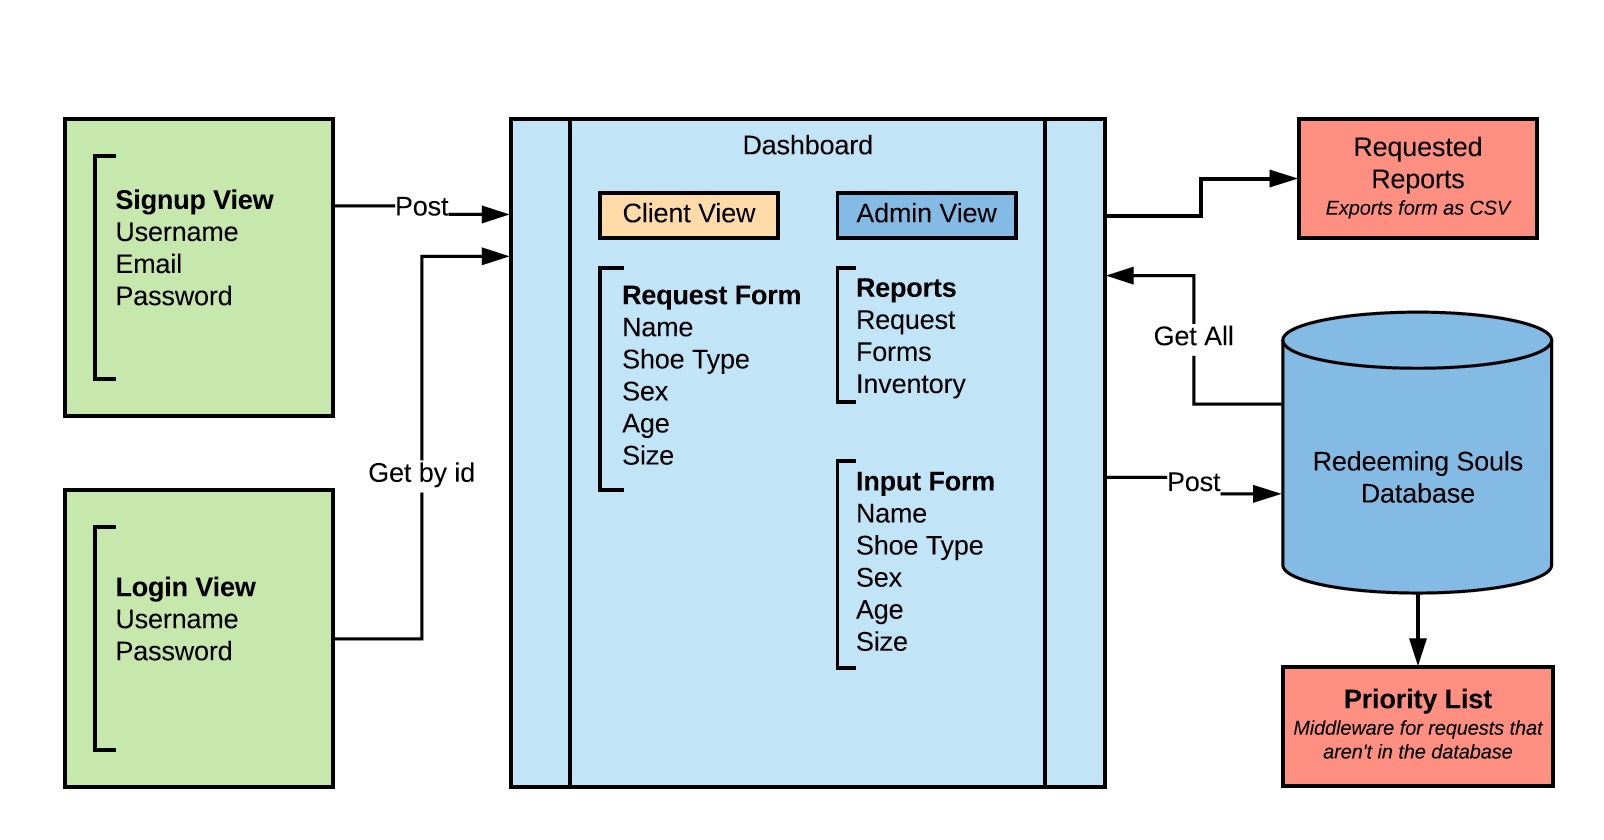 Signup View
Username
Email
Password
Post
Get by id
Login View
Username
Password
Dashboard
Client View
Request Form
Name
Shoe Type
Sex
Age
Size
Admin View
Reports
Request
Forms
Inventory
Input Form
Name
Shoe Type
Sex
Age
Size
Requested
Reports
Exports form as CSV
Get All
Post
Redeeming Souls
Database
Priority List
Middleware for requests that
aren't in the database